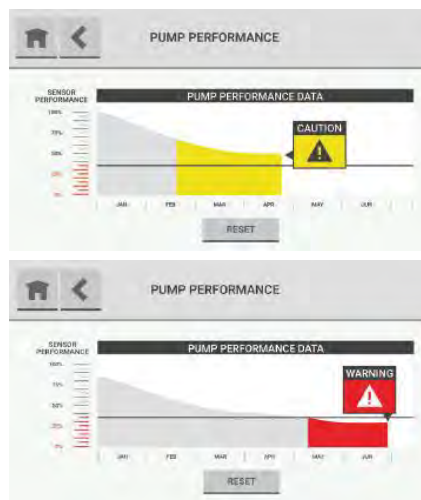 PUMP PERFORMANCE
SENSOR PERFORMANCE
PUMP PERFORMANCE DATA
100%
75%
50%
25%
0%
CAUTION
JAN FEB MAR APR MAY JUN
RESET
PUMP PERFORMANCE
SENSOR PERFORMANCE
PUMP PERFORMANCE DATA
100%
75%
50%
25%
0%
WARNING
JAN FEB MAR APR MAY JUN
RESET